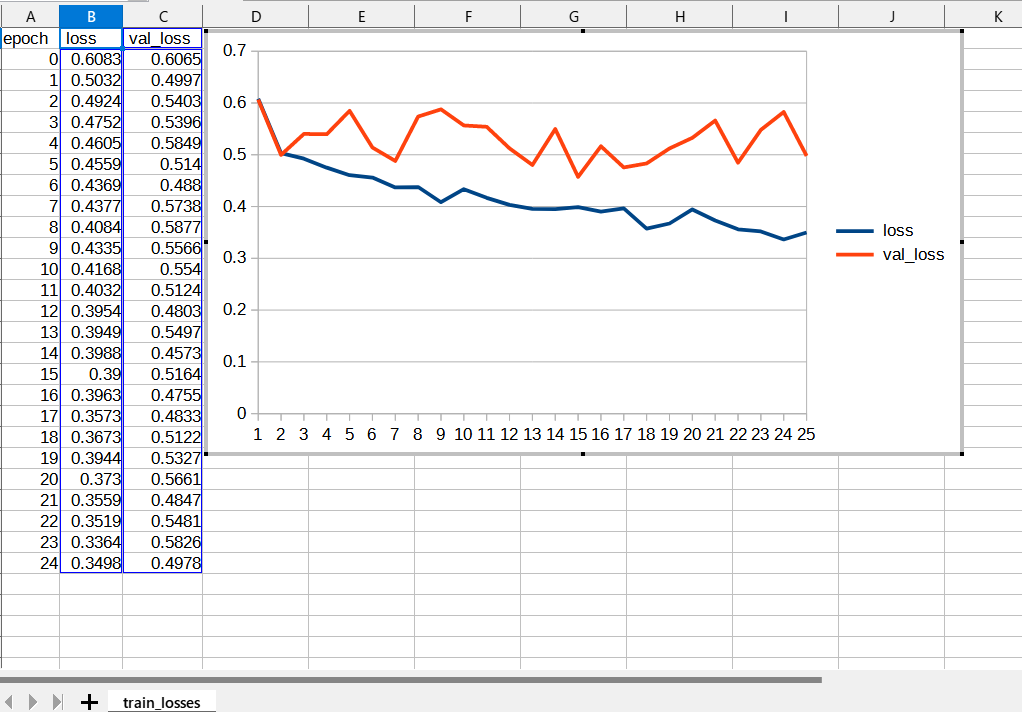 A B C D E F G H I J K
epoch loss val_loss
0 0.6083 0.6065
1 0.5032 0.4997
2 0.4924 0.5403
3 0.4752 0.5396
4 0.4605 0.5849
5 0.4559 0.514
6 0.4369 0.488
7 0.4377 0.5738
8 0.4084 0.5877
9 0.4335 0.5566
10 0.4168 0.554
11 0.4032 0.5124
12 0.3954 0.4803
13 0.3949 0.5497
14 0.3988 0.4573
15 0.39 0.5164
16 0.3963 0.4755
17 0.3573 0.4833
18 0.3673 0.5122
19 0.3944 0.5327
20 0.373 0.5661
21 0.3559 0.4847
22 0.3519 0.5481
23 0.3364 0.5826
24 0.3498 0.4978
0.7
0.6
0.5
0.4
0.3
0.2
0.1
0
1 2 3 4 5 6 7 8 9 10 11 12 13 14 15 16 17 18 19 20 21 22 23 24 25
loss
val_loss
train_losses